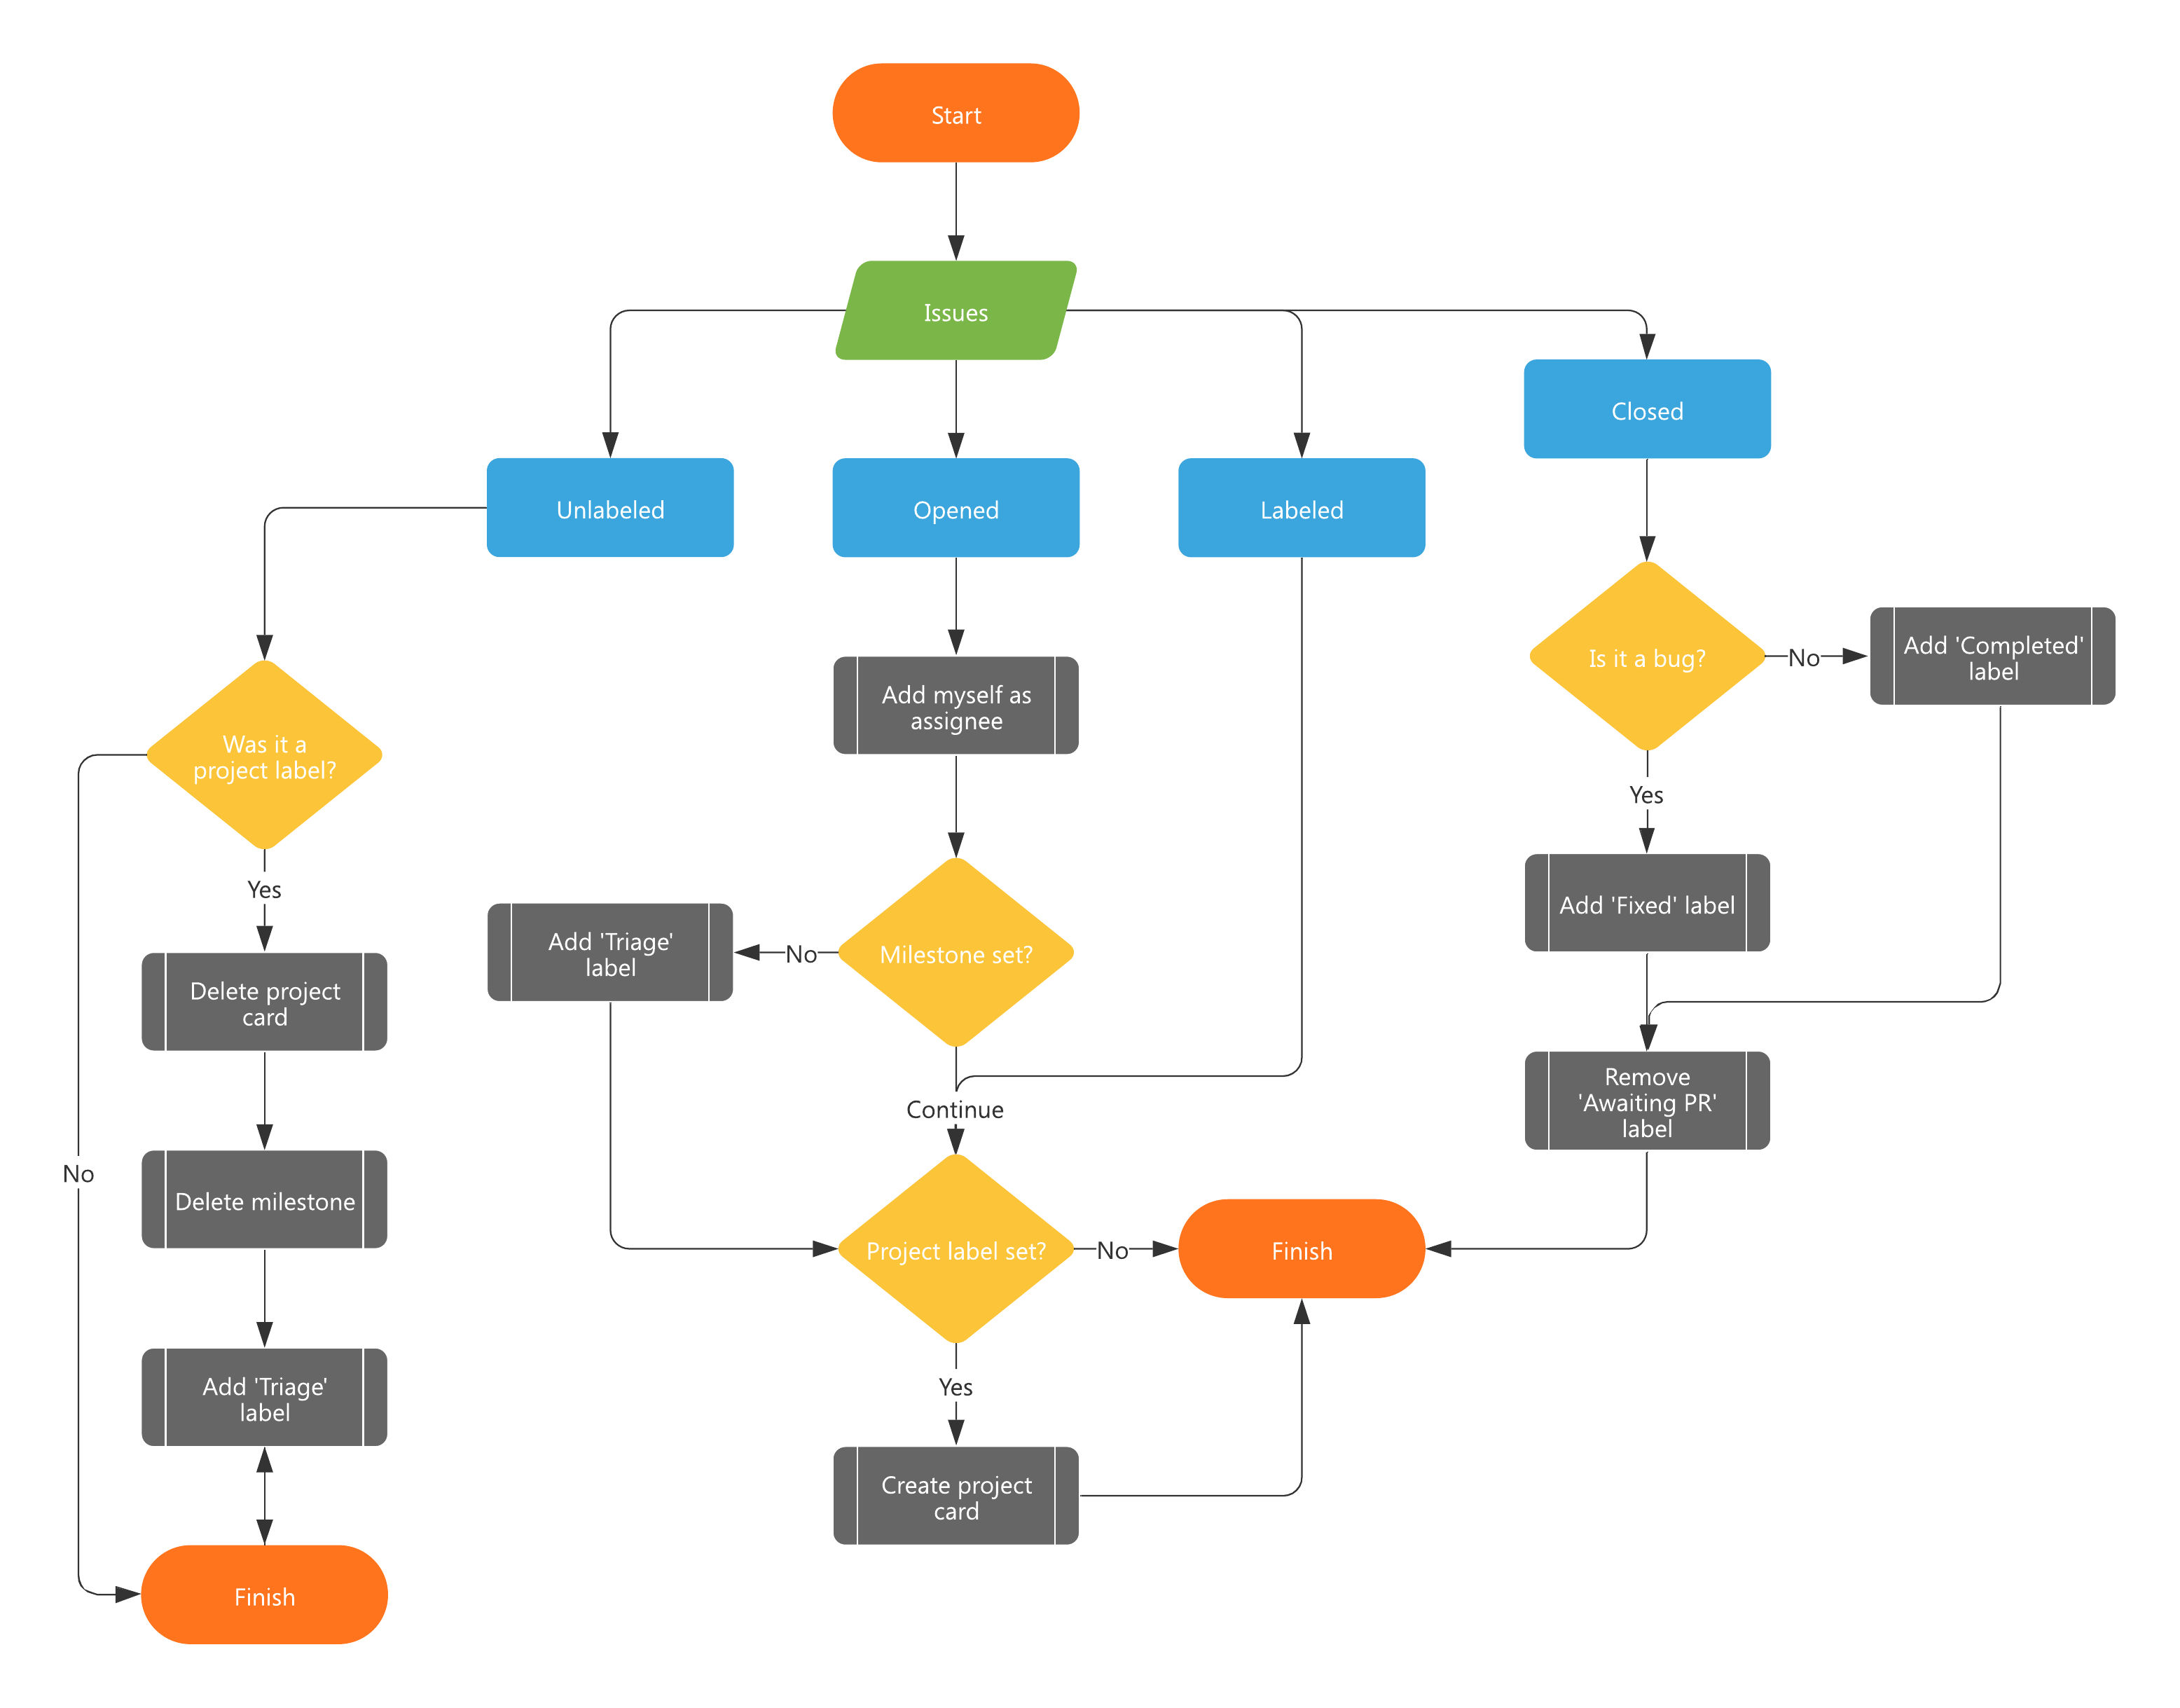 Start
Issues
Closed
Unlabeled
Opened
Labeled
Is it a bug?
No
Add 'Completed'
label
Add myself as
assignee
Was it a
project label?
Yes
Yes
Add 'Fixed' label
Add 'Triage'
label
No
Milestone set?
Delete project
card
Remove
'Awaiting PR'
label
Continue
No
Delete milestone
Project label set?
No
Finish
Add 'Triage'
label
Yes
Create project
card
Finish